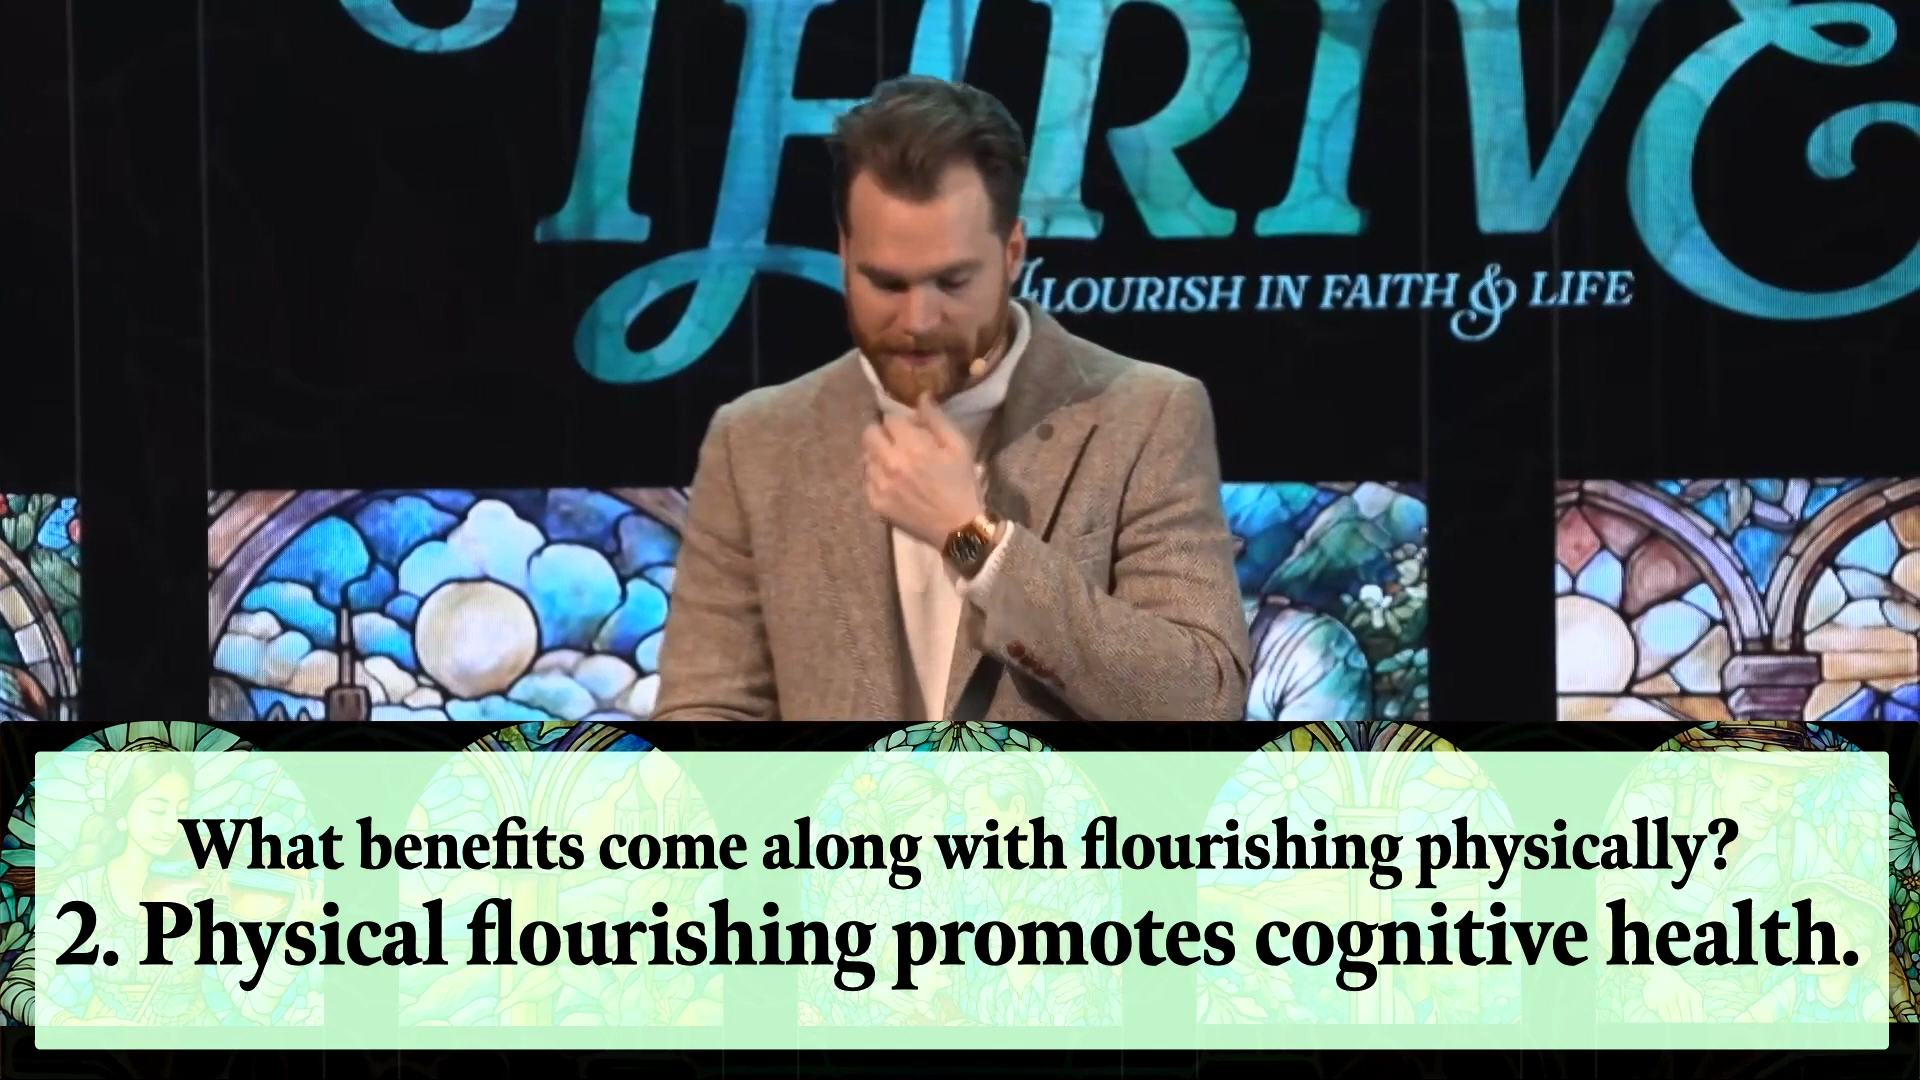 THRIVE
FLOURISH IN FAITH & LIFE
What benefits come along with flourishing physically?
2. Physical flourishing promotes cognitive health.